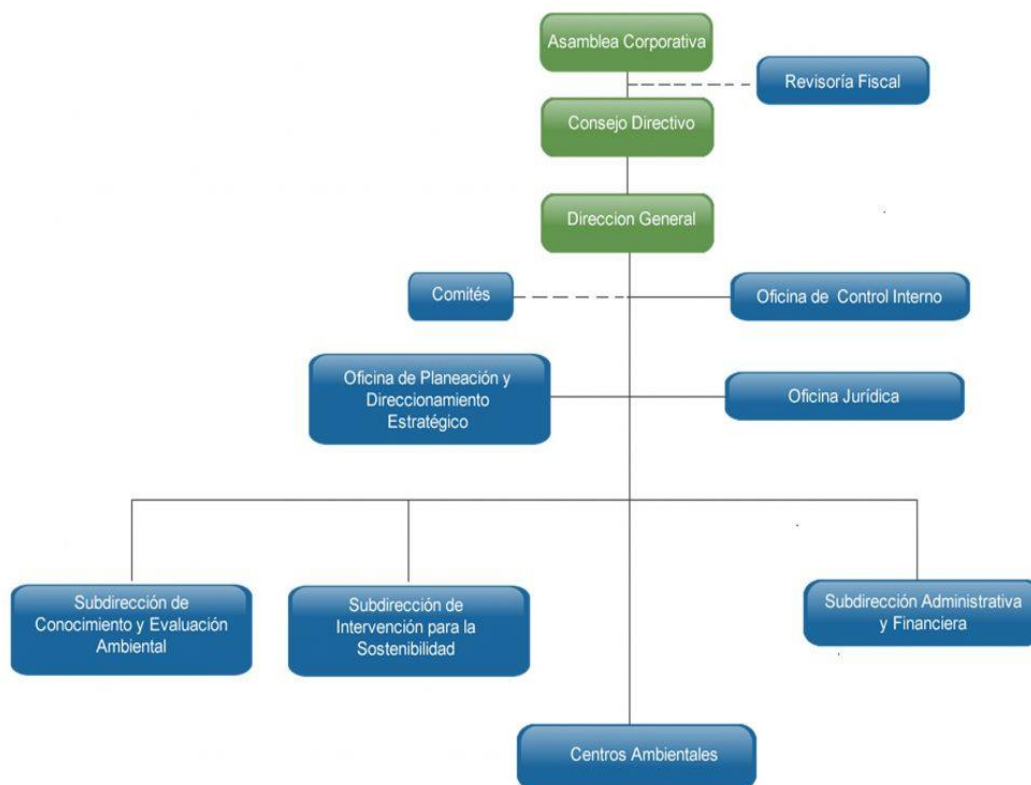 Asamblea Corporativa
Revisoría Fiscal
Consejo Directivo
Direccion General
Comités
Oficina de Control Interno
Oficina de Planeación y
Direccionamiento
Estratégico
Oficina Jurídica
Subdirección de
Conocimiento y Evaluación
Ambiental
Subdirección de
Intervención para la
Sostenibilidad
Subdirección Administrativa
y Financiera
Centros Ambientales